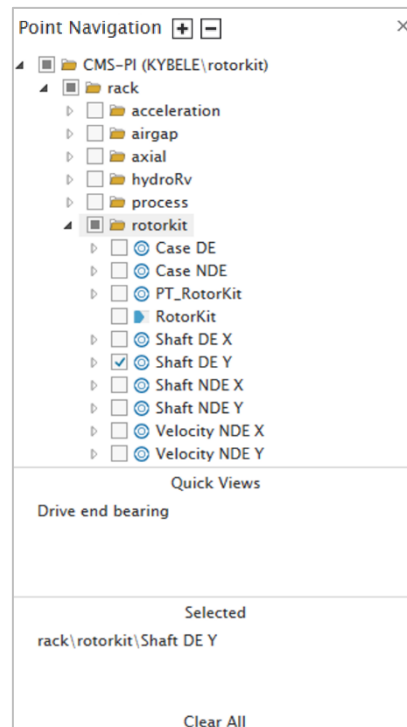 Point Navigation
CMS-PI (KYBELE\rotorkit)
rack
acceleration
airgap
axial
hydroRv
process
rotorkit
Case DE
Case NDE
PT_RotorKit
RotorKit
Shaft DE X
Shaft DE Y
Shaft NDE X
Shaft NDE Y
Velocity NDE X
Velocity NDE Y
Quick Views
Drive end bearing
Selected
rack\rotorkit\Shaft DE Y
Clear All